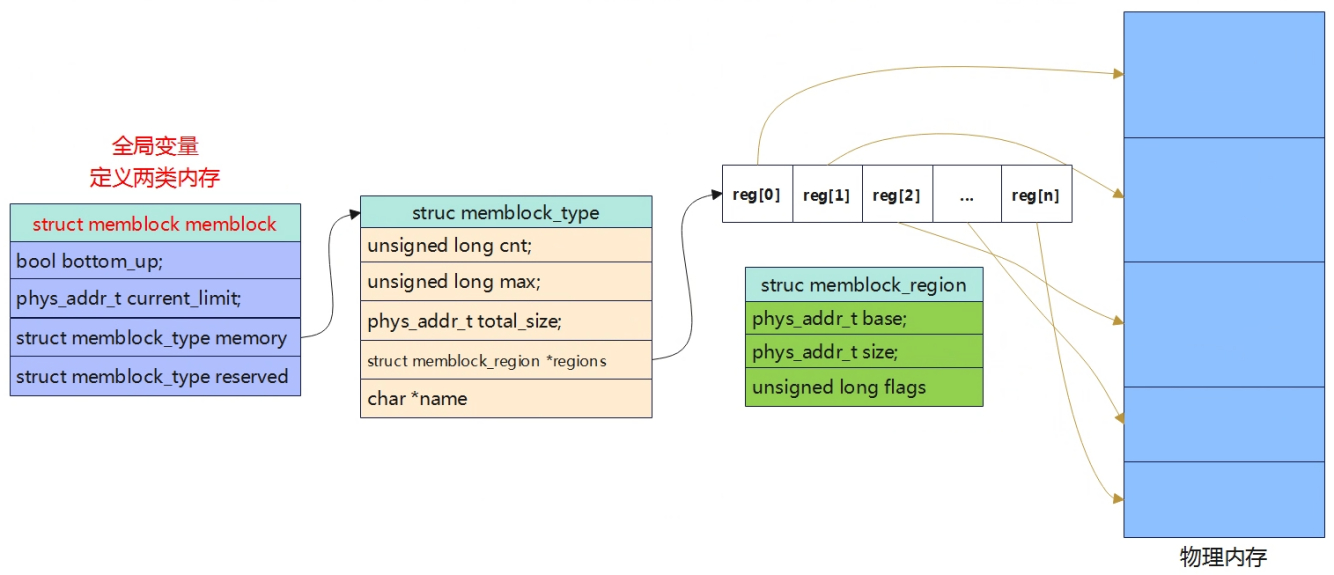 全局变量
定义两类内存
struct memblock memblock
bool bottom_up;
phys_addr_t current_limit;
struct memblock_type memory
struct memblock_type reserved
struc memblock_type
unsigned long cnt;
unsigned long max;
phys_addr_t total_size;
struct memblock_region *regions
char *name
reg[0] reg[1] reg[2] ... reg[n]
struc memblock_region
phys_addr_t base;
phys_addr_t size;
unsigned long flags
物理内存